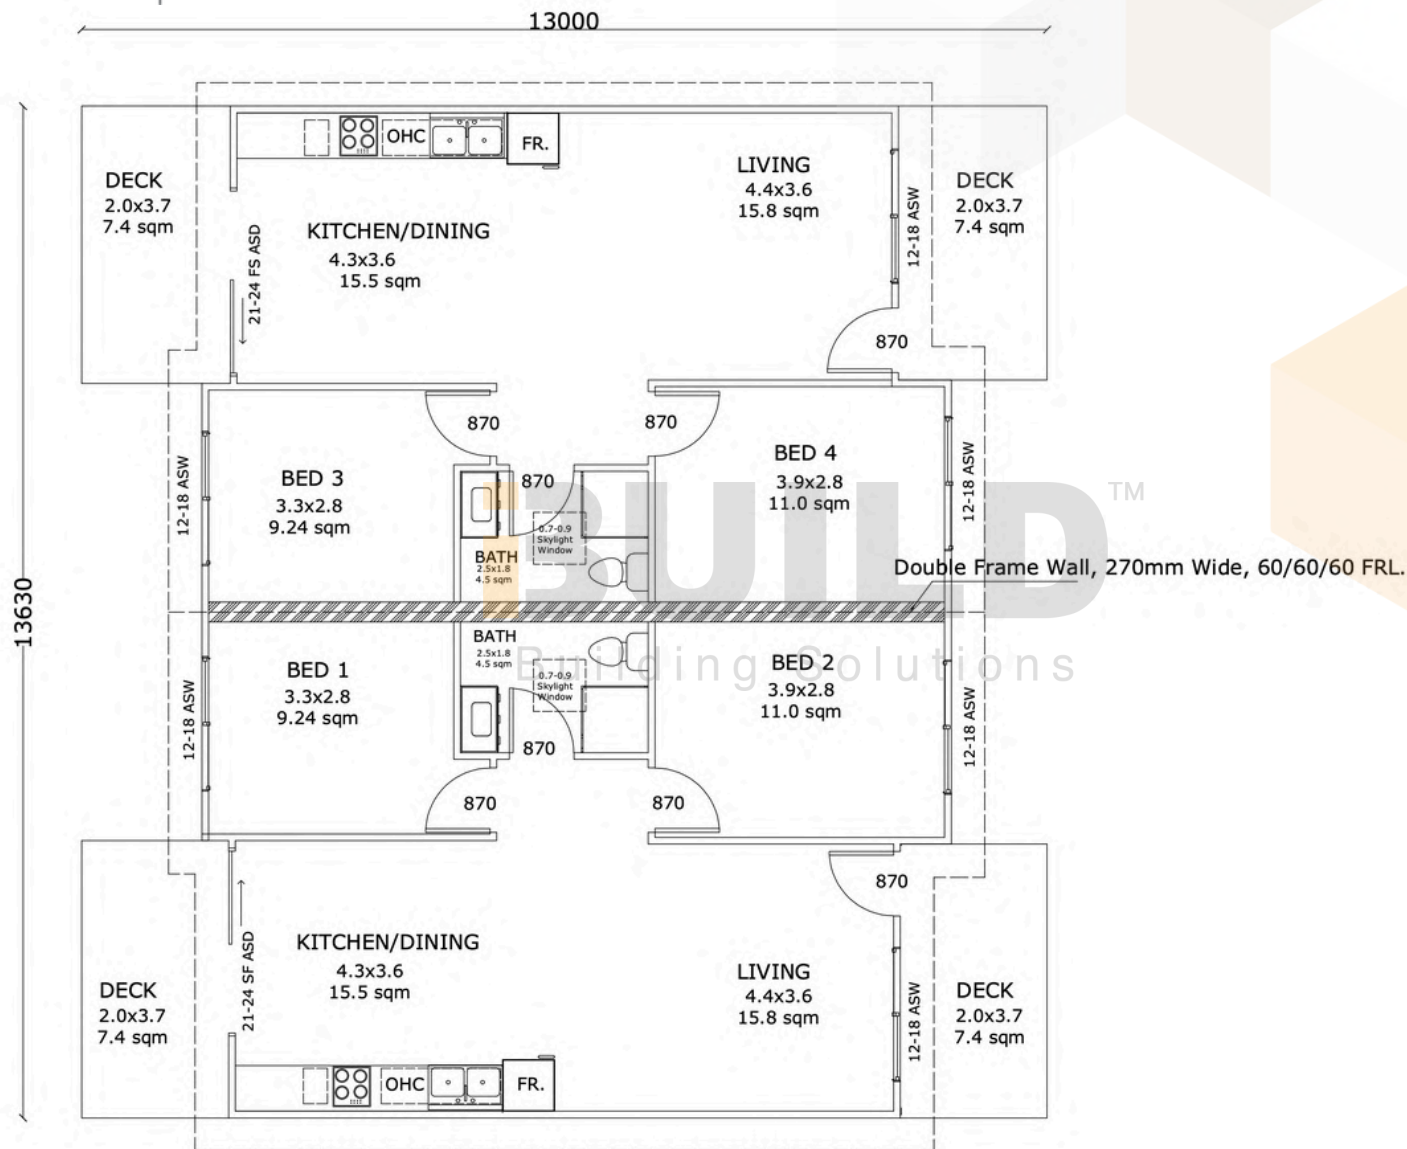 13000
13630
OHC
FR.
DECK
2.0x3.7
7.4 sqm
21-24 FS ASD
KITCHEN/DINING
4.3x3.6
15.5 sqm
LIVING
4.4x3.6
15.8 sqm
12-18 ASW
DECK
2.0x3.7
7.4 sqm
870
870
870
870
12-18 ASW
BED 3
3.3x2.8
9.24 sqm
BATH
2.5x1.8
4.5 sqm
0.7-0.9
Skylight
Window
BED 4
3.9x2.8
11.0 sqm
12-18 ASW
iBUILD™
Building Solutions
Double Frame Wall, 270mm Wide, 60/60/60 FRL.
12-18 ASW
BED 1
3.3x2.8
9.24 sqm
BATH
2.5x1.8
4.5 sqm
0.7-0.9
Skylight
Window
BED 2
3.9x2.8
11.0 sqm
12-18 ASW
870
870
870
870
DECK
2.0x3.7
7.4 sqm
21-24 SF ASD
KITCHEN/DINING
4.3x3.6
15.5 sqm
LIVING
4.4x3.6
15.8 sqm
12-18 ASW
DECK
2.0x3.7
7.4 sqm
OHC
FR.